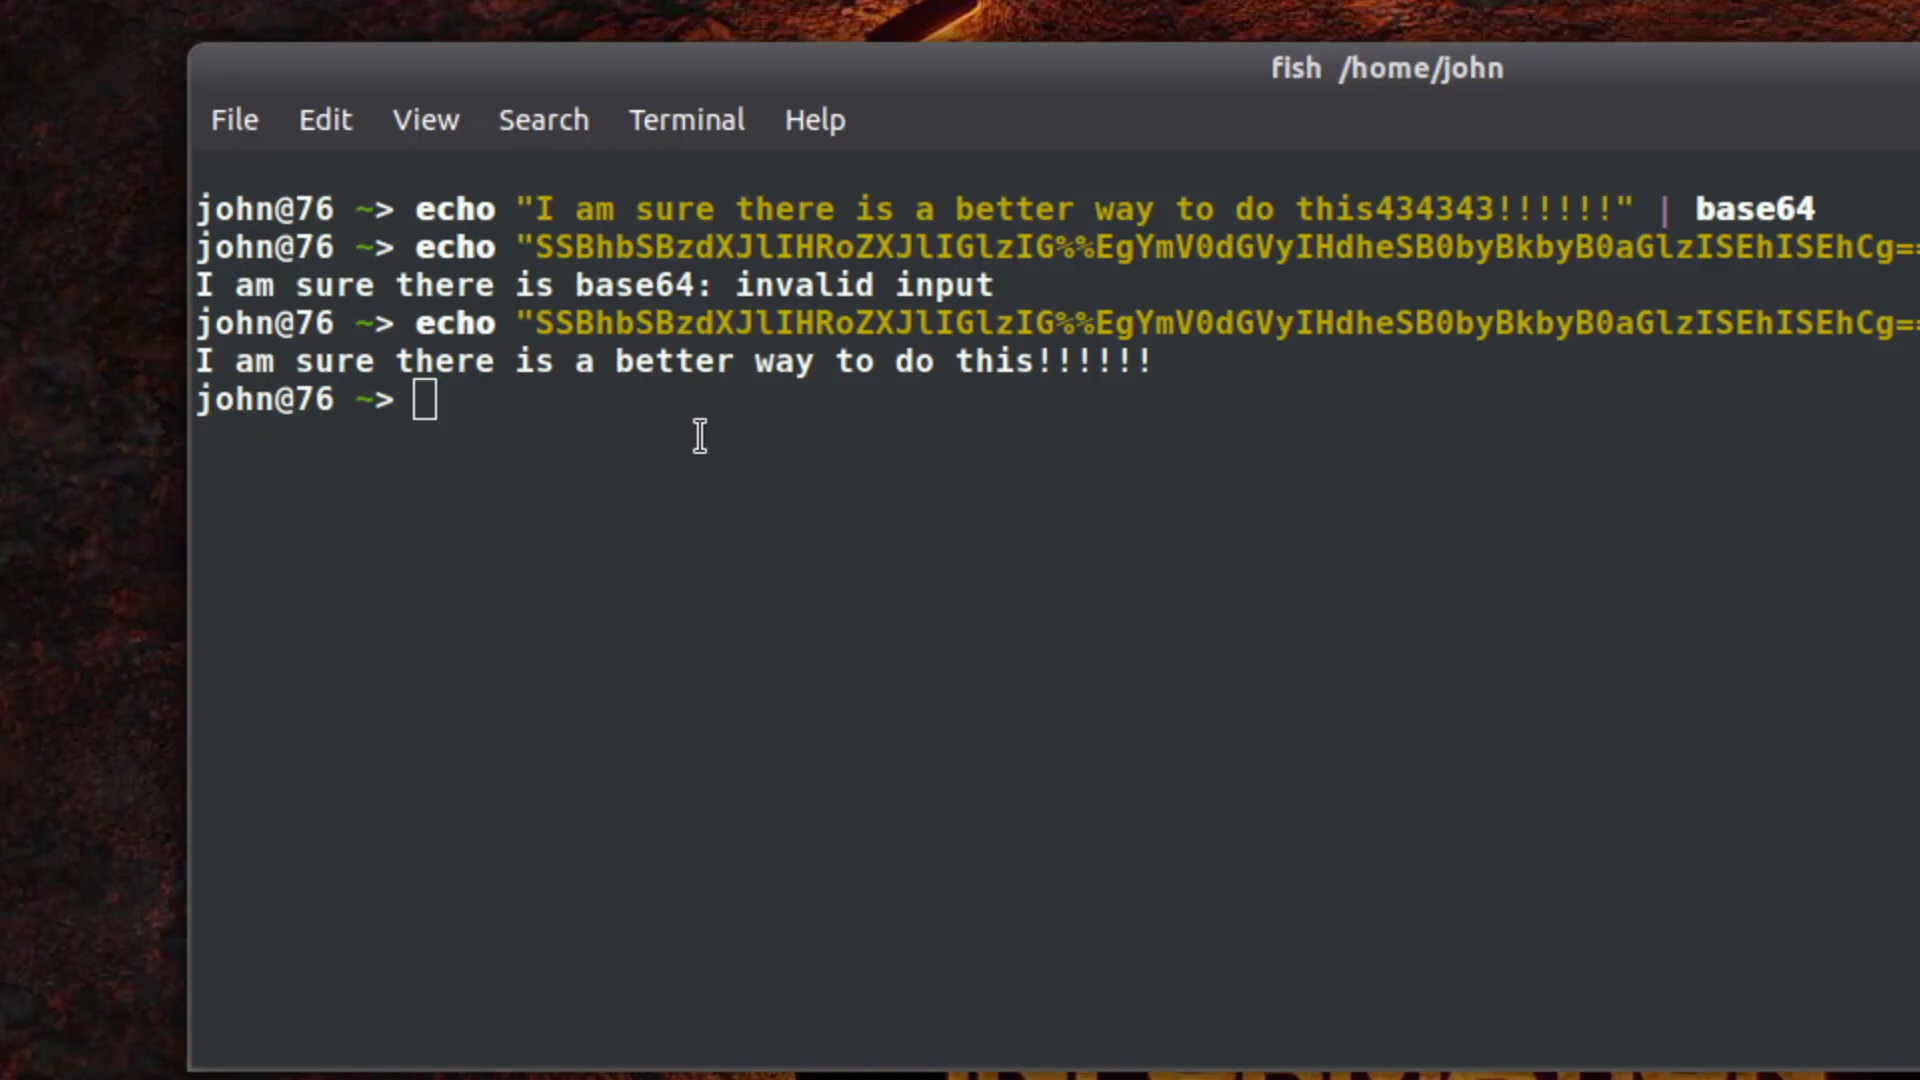 fish /home/john
File Edit View Search Terminal Help
john@76 ~> echo "I am sure there is a better way to do this434343!!!!!!" | base64
john@76 ~> echo "SSBhbSBzdXJlIHRoZXJlIGlzIG%%EgYmV0dGVyIHdheSB0byBkbyB0aGlzISEhISEhCg==
I am sure there is base64: invalid input
john@76 ~> echo "SSBhbSBzdXJlIHRoZXJlIGlzIG%%EgYmV0dGVyIHdheSB0byBkbyB0aGlzISEhISEhCg==
I am sure there is a better way to do this!!!!!!
john@76 ~>